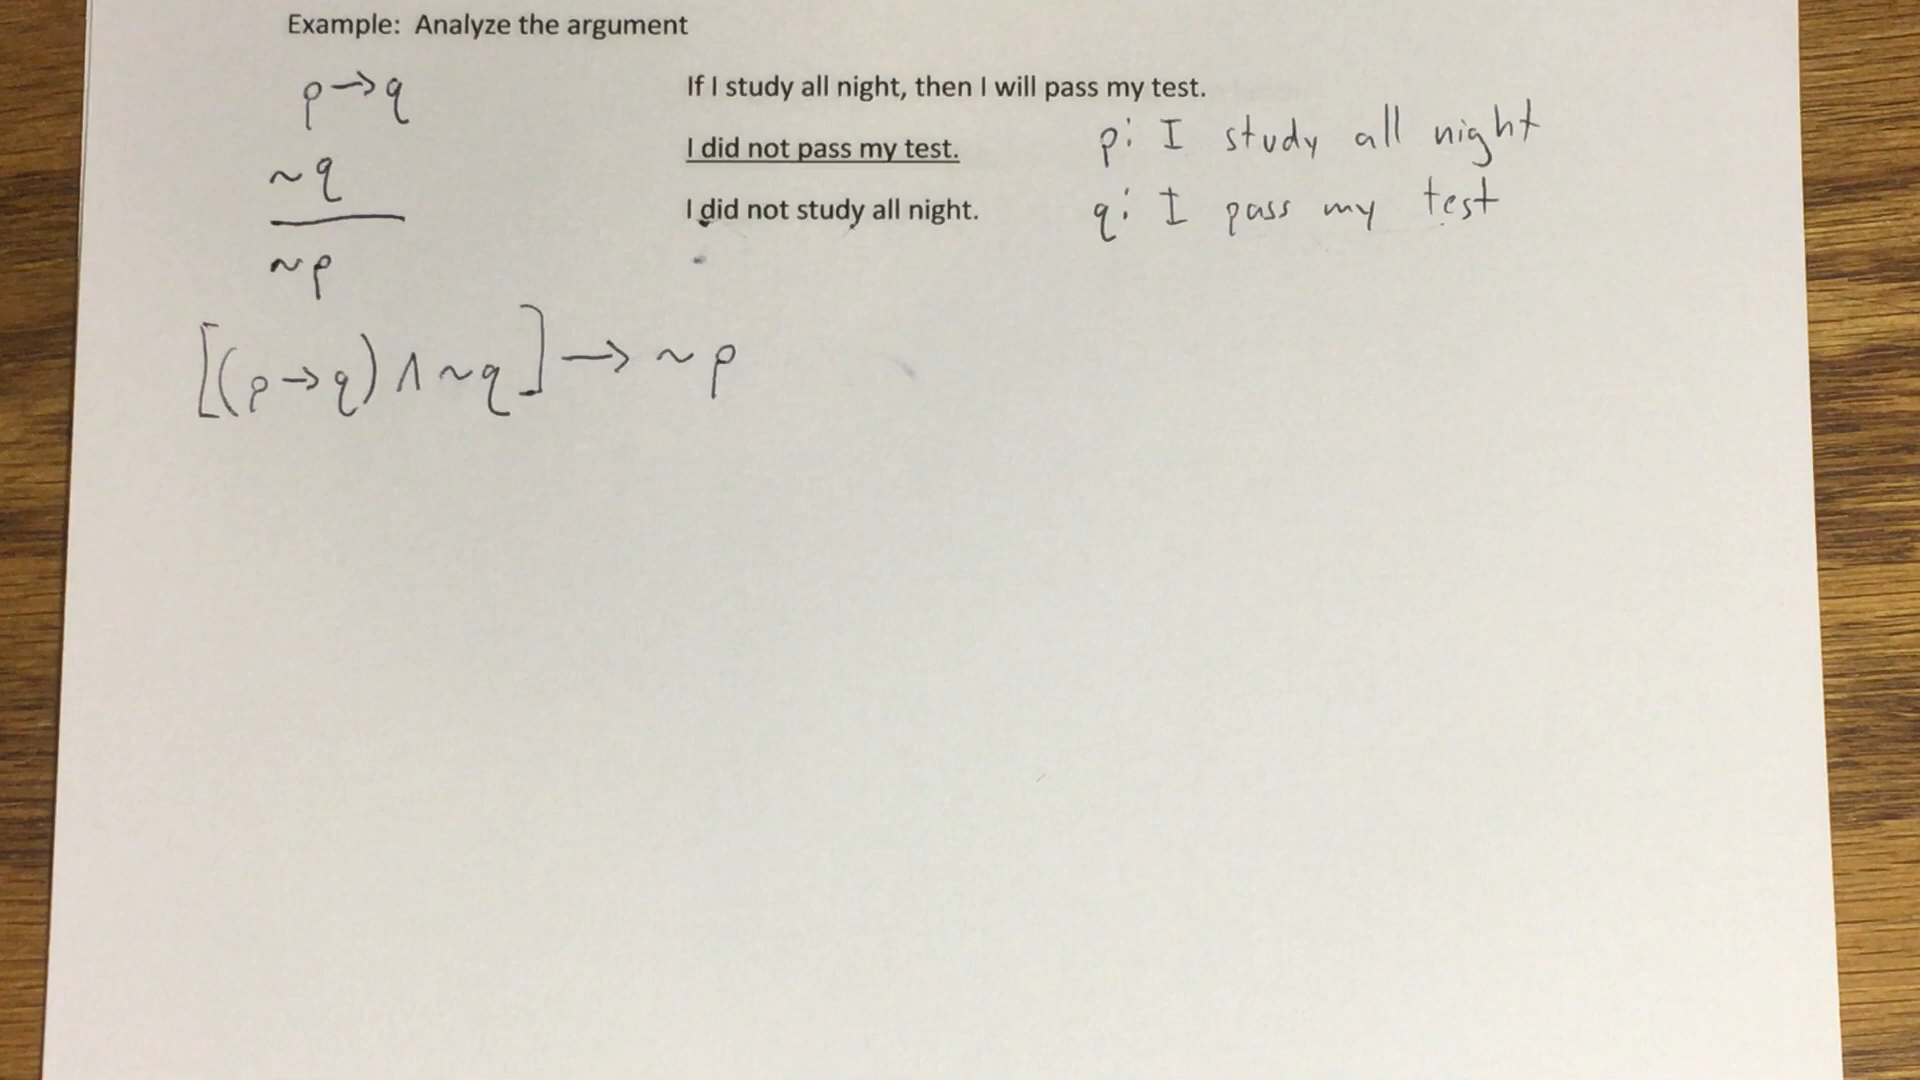 Example: Analyze the argument
p→q If I study all night, then I will pass my test.
~q I did not pass my test. p: I study all night
~p I did not study all night. q: I pass my test
[(p→q)∧~q]→~p